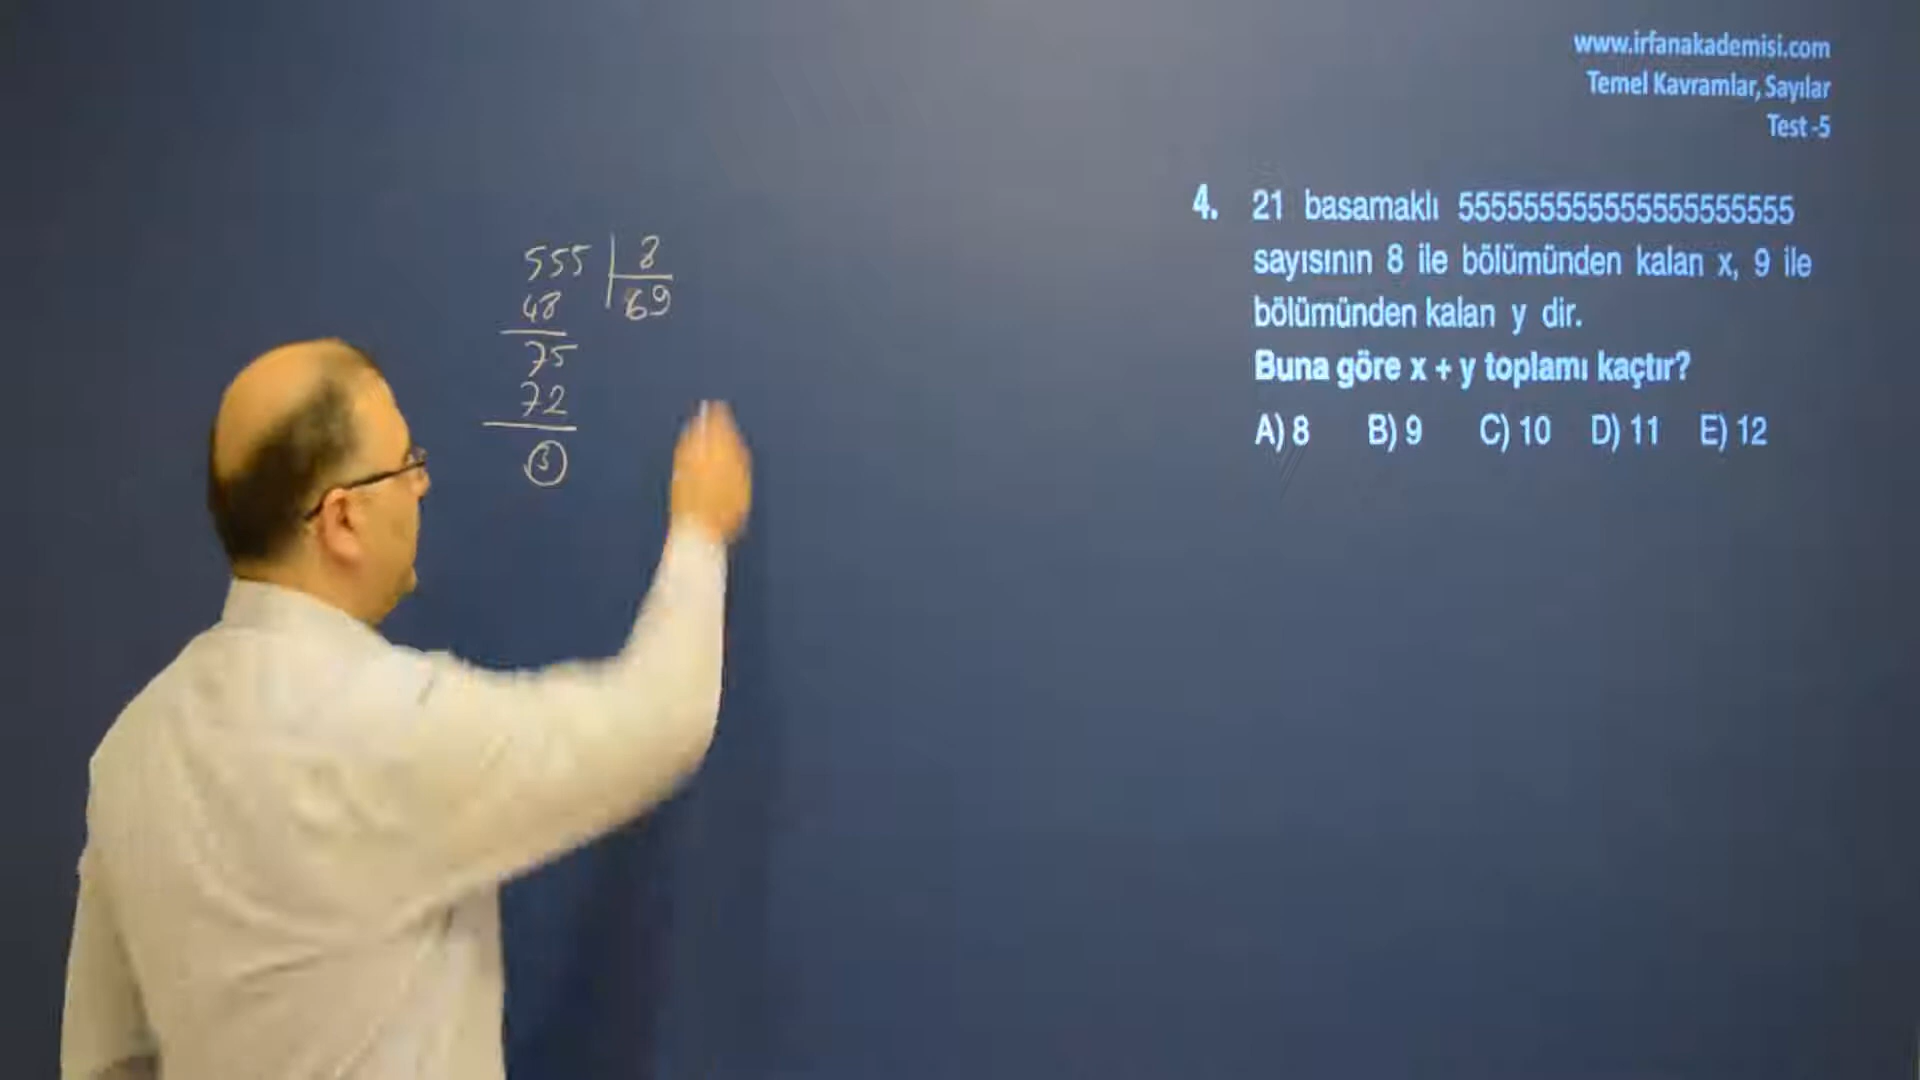 www.irfanakademisi.com
Temel Kavramlar, Sayılar
Test -5
4. 21 basamaklı 555555555555555555555
sayısının 8 ile bölümünden kalan x, 9 ile
bölümünden kalan y dir.
Buna göre x + y toplamı kaçtır?
A) 8 B) 9 C) 10 D) 11 E) 12
555 8
48 69
75
72
3